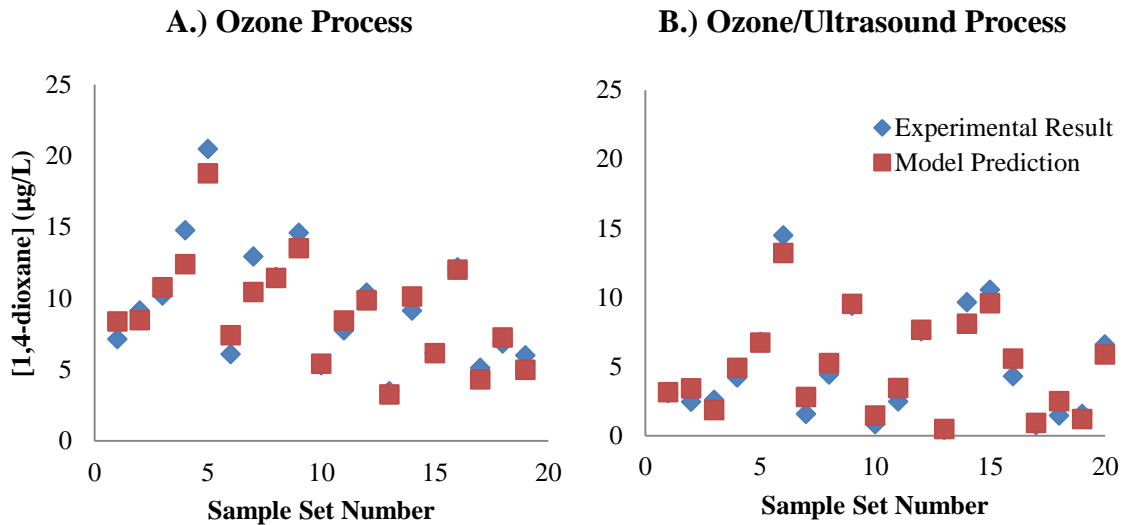 A.) Ozone Process
B.) Ozone/Ultrasound Process
[1,4-dioxane] (µg/L)
25
20
15
10
5
0
0 5 10 15 20
Sample Set Number
25
20
15
10
5
0
0 5 10 15 20
Sample Set Number
Experimental Result
Model Prediction